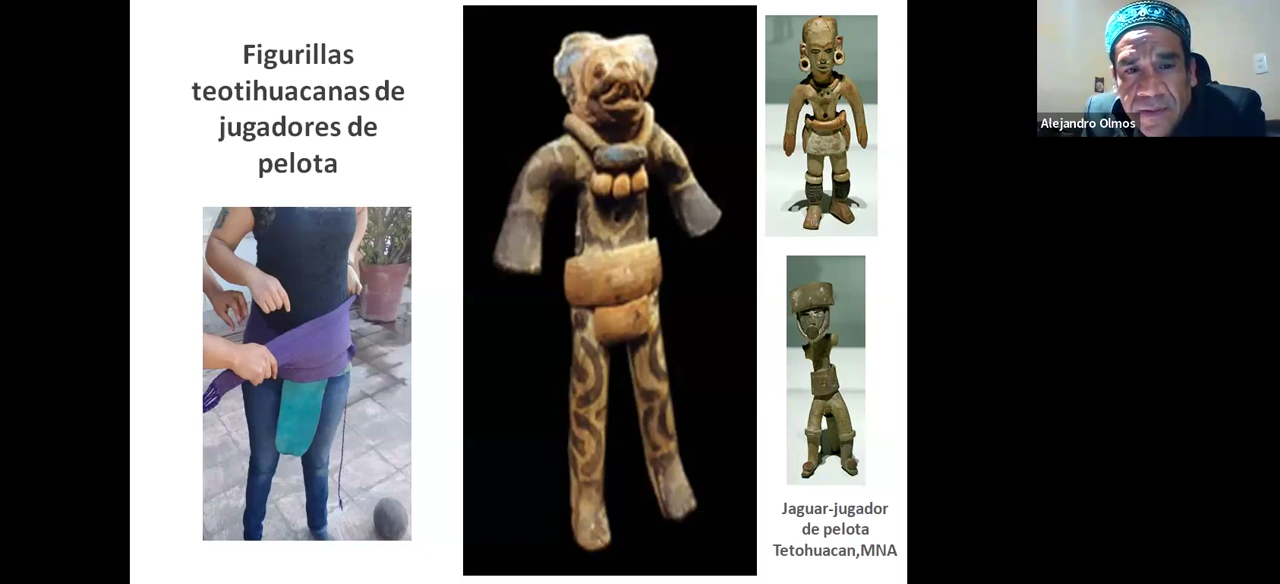 Figurillas
teotihuacanas de
jugadores de
pelota
Alejandro Olmos
Jaguar-jugador
de pelota
Tetohuacan,MNA